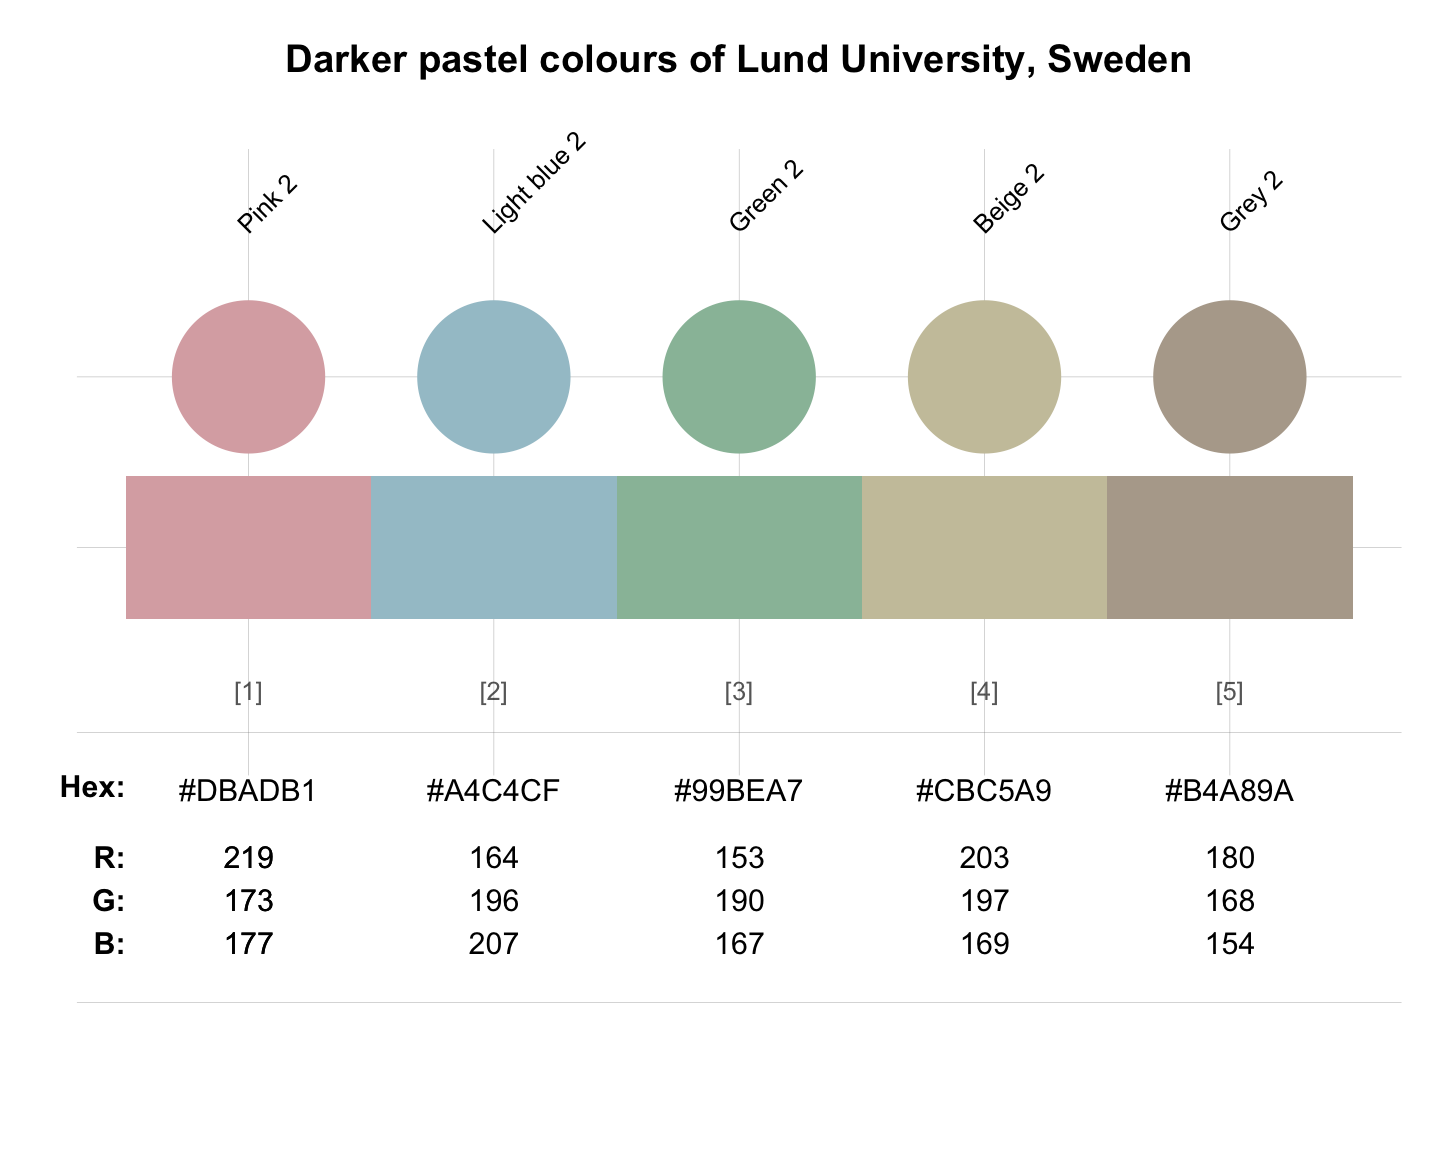 Darker pastel colours of Lund University, Sweden
Pink 2 Light blue 2 Green 2 Beige 2 Grey 2
[1] [2] [3] [4] [5]
Hex: #DBADB1 #A4C4CF #99BEA7 #CBC5A9 #B4A89A
R: 219 164 153 203 180
G: 173 196 190 197 168
B: 177 207 167 169 154